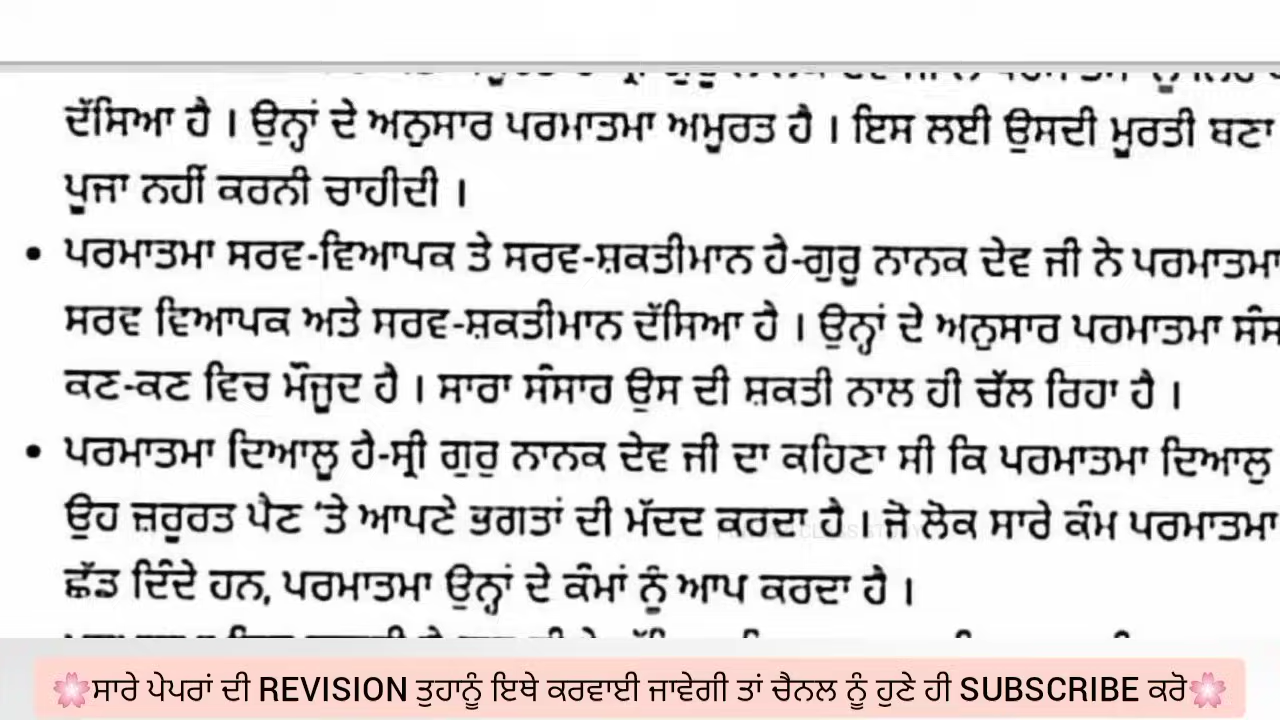 ਦੱਸਿਆ ਹੈ । ਉਨ੍ਹਾਂ ਦੇ ਅਨੁਸਾਰ ਪਰਮਾਤਮਾ ਅਮੂਰਤ ਹੈ । ਇਸ ਲਈ ਉਸਦੀ ਮੂਰਤੀ ਬਣਾ
ਪੂਜਾ ਨਹੀਂ ਕਰਨੀ ਚਾਹੀਦੀ ।
• ਪਰਮਾਤਮਾ ਸਰਵ-ਵਿਆਪਕ ਤੇ ਸਰਵ-ਸ਼ਕਤੀਮਾਨ ਹੈ-ਗੁਰੂ ਨਾਨਕ ਦੇਵ ਜੀ ਨੇ ਪਰਮਾਤਮਾ
ਸਰਵ ਵਿਆਪਕ ਅਤੇ ਸਰਵ-ਸ਼ਕਤੀਮਾਨ ਦੱਸਿਆ ਹੈ । ਉਨ੍ਹਾਂ ਦੇ ਅਨੁਸਾਰ ਪਰਮਾਤਮਾ
ਕਣ-ਕਣ ਵਿਚ ਮੌਜੂਦ ਹੈ । ਸਾਰਾ ਸੰਸਾਰ ਉਸ ਦੀ ਸ਼ਕਤੀ ਨਾਲ ਹੀ ਚੱਲ ਰਿਹਾ ਹੈ ।
• ਪਰਮਾਤਮਾ ਦਿਆਲੂ ਹੈ-ਸ੍ਰੀ ਗੁਰੁ ਨਾਨਕ ਦੇਵ ਜੀ ਦਾ ਕਹਿਣਾ ਸੀ ਕਿ ਪਰਮਾਤਮਾ ਦਿਆਲੁ
ਉਹ ਜ਼ਰੂਰਤ ਪੈਣ ’ਤੇ ਆਪਣੇ ਭਗਤਾਂ ਦੀ ਮੱਦਦ ਕਰਦਾ ਹੈ । ਜੋ ਲੋਕ ਸਾਰੇ ਕੰਮ ਪਰਮਾਤਮਾ
ਛੱਡ ਦਿੰਦੇ ਹਨ, ਪਰਮਾਤਮਾ ਉਨ੍ਹਾਂ ਦੇ ਕੰਮਾਂ ਨੂੰ ਆਪ ਕਰਦਾ ਹੈ ।
🌸ਸਾਰੇ ਪੇਪਰਾਂ ਦੀ REVISION ਤੁਹਾਨੂੰ ਇਥੇ ਕਰਵਾਈ ਜਾਵੇਗੀ ਤਾਂ ਚੈਨਲ ਨੂੰ ਹੁਣੇ ਹੀ SUBSCRIBE ਕਰੋ🌸